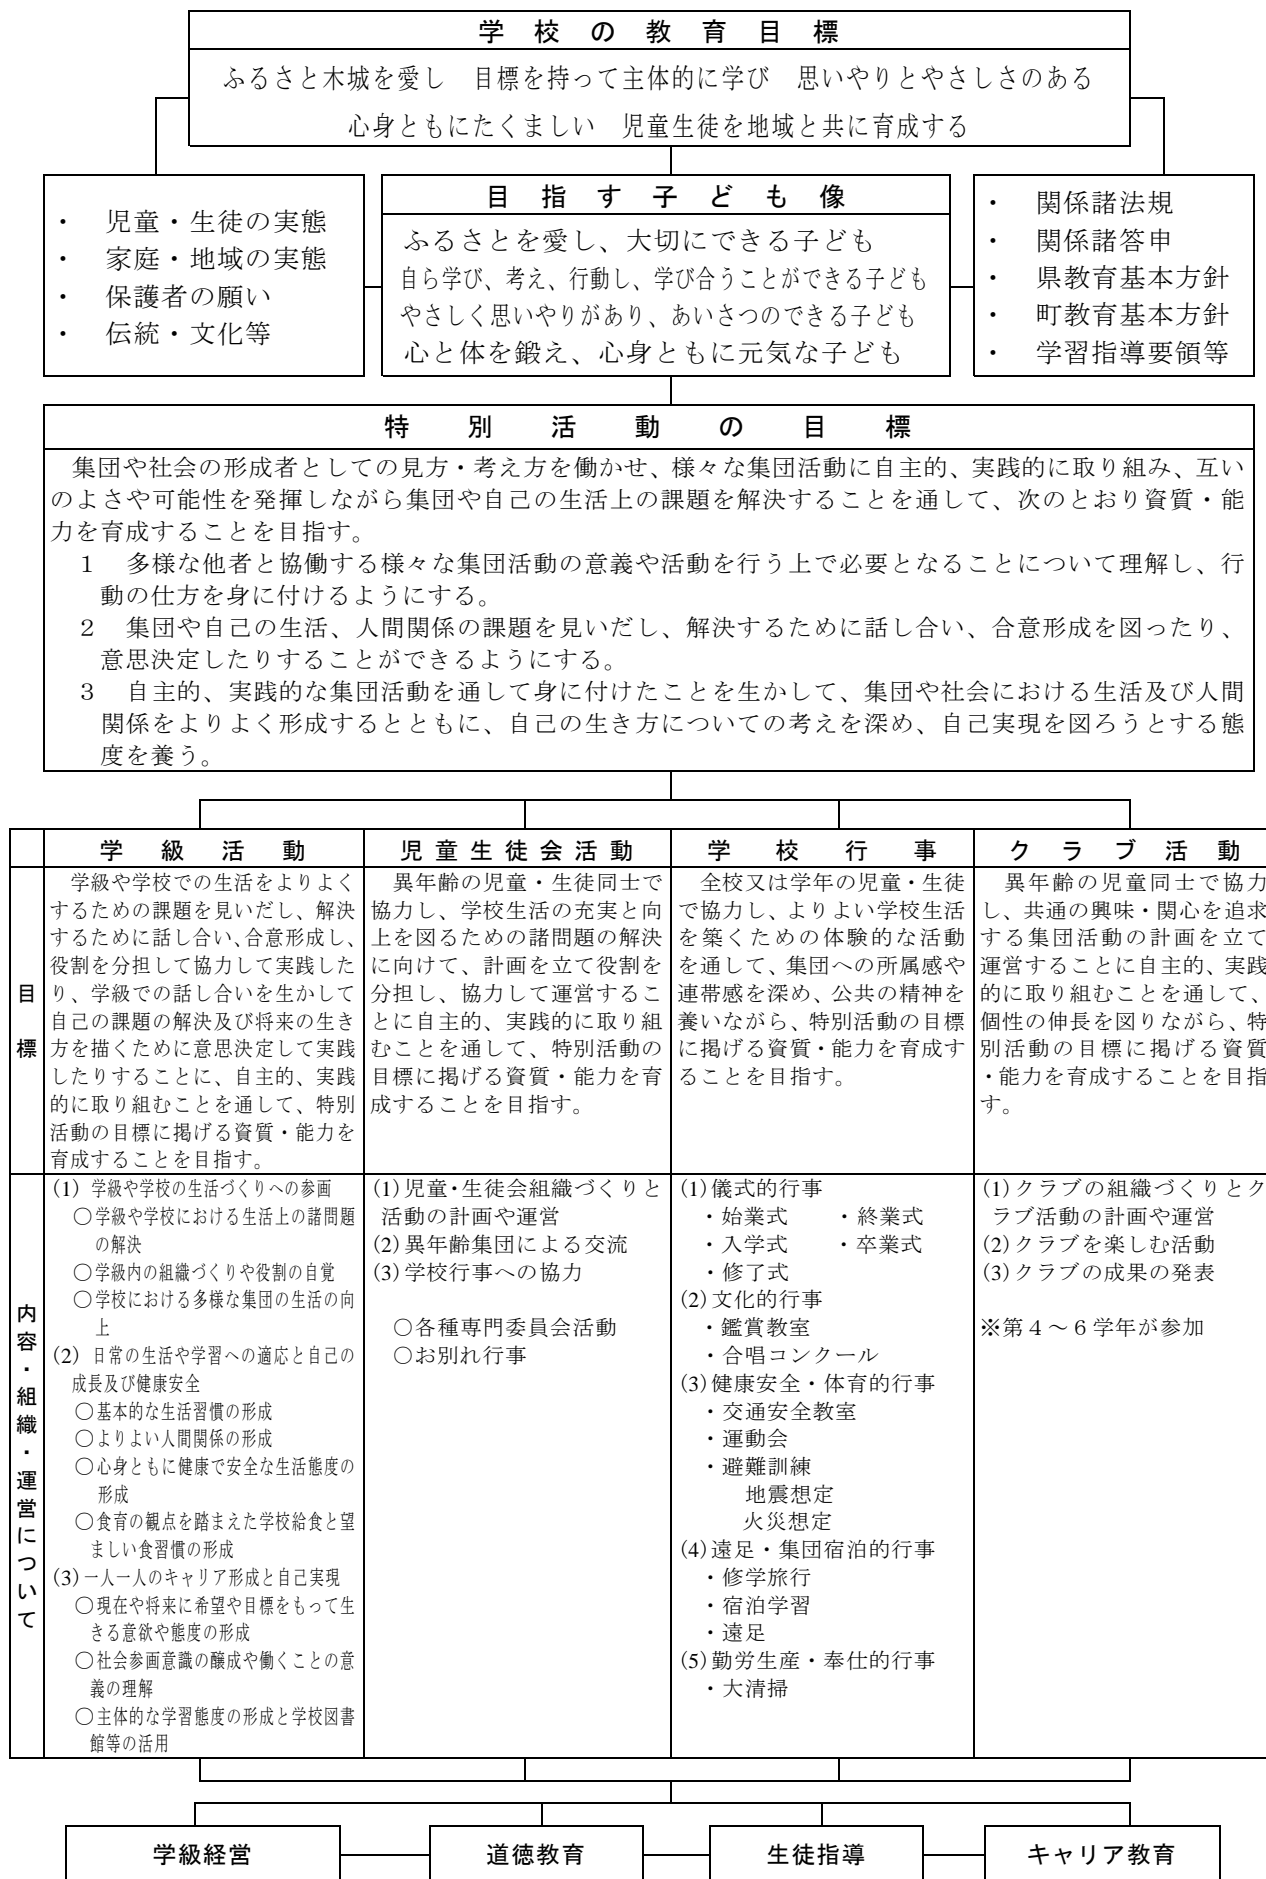 学校の教育目標
ふるさと木城を愛し　目標を持って主体的に学び　思いやりとやさしさのある
心身ともにたくましい　児童生徒を地域と共に育成する
・　児童・生徒の実態
・　家庭・地域の実態
・　保護者の願い
・　伝統・文化等
目指す子ども像
ふるさとを愛し、大切にできる子ども
自ら学び、考え、行動し、学び合うことができる子ども
やさしく思いやりがあり、あいさつのできる子ども
心と体を鍛え、心身ともに元気な子ども
・　関係諸法規
・　関係諸答申
・　県教育基本方針
・　町教育基本方針
・　学習指導要領等
特別活動の目標
集団や社会の形成者としての見方・考え方を働かせ、様々な集団活動に自主的、実践的に取り組み、互い
のよさや可能性を発揮しながら集団や自己の生活上の課題を解決することを通して、次のとおり資質・能
力を育成することを目指す。
１　多様な他者と協働する様々な集団活動の意義や活動を行う上で必要となることについて理解し、行
動の仕方を身に付けるようにする。
２　集団や自己の生活、人間関係の課題を見いだし、解決するために話し合い、合意形成を図ったり、
意思決定したりすることができるようにする。
３　自主的、実践的な集団活動を通して身に付けたことを生かして、集団や社会における生活及び人間
関係をよりよく形成するとともに、自己の生き方についての考えを深め、自己実現を図ろうとする態
度を養う。
学級活動
児童生徒会活動
学校行事
クラブ活動
目標
学級や学校での生活をよりよく
するための課題を見いだし、解決
するために話し合い、合意形成し、
役割を分担して協力して実践した
り、学級での話し合いを生かして
自己の課題の解決及び将来の生き
方を描くために意思決定して実践
したりすることに、自主的、実践
的に取り組むことを通して、特別
活動の目標に掲げる資質・能力を
育成することを目指す。
異年齢の児童・生徒同士で
協力し、学校生活の充実と向
上を図るための諸問題の解決
に向けて、計画を立て役割を
分担し、協力して運営するこ
とに自主的、実践的に取り組
むことを通して、特別活動の
目標に掲げる資質・能力を育
成することを目指す。
全校又は学年の児童・生徒
で協力し、よりよい学校生活
を築くための体験的な活動
を通して、集団への所属感や
連帯感を深め、公共の精神を
養いながら、特別活動の目標
に掲げる資質・能力を育成す
ることを目指す。
異年齢の児童同士で協力
し、共通の興味・関心を追求
する集団活動の計画を立て
運営することに自主的、実践
的に取り組むことを通して、
個性の伸長を図りながら、特
別活動の目標に掲げる資質
・能力を育成することを目指
す。
内容・組織・運営について
(1) 学級や学校の生活づくりへの参画
○学級や学校における生活上の諸問題
の解決
○学級内の組織づくりや役割の自覚
○学校における多様な集団の生活の向
上
(2) 日常の生活や学習への適応と自己の
成長及び健康安全
○基本的な生活習慣の形成
○よりよい人間関係の形成
○心身ともに健康で安全な生活態度の
形成
○食育の観点を踏まえた学校給食と望
ましい食習慣の形成
(3)一人一人のキャリア形成と自己実現
○現在や将来に希望や目標をもって生
きる意欲や態度の形成
○社会参画意識の醸成や働くことの意
義の理解
○主体的な学習態度の形成と学校図書
館等の活用
(1)児童・生徒会組織づくりと
活動の計画や運営
(2)異年齢集団による交流
(3)学校行事への協力
○各種専門委員会活動
○お別れ行事
(1)儀式的行事
・始業式　・終業式
・入学式　・卒業式
・修了式
(2)文化的行事
・鑑賞教室
・合唱コンクール
(3)健康安全・体育的行事
・交通安全教室
・運動会
・避難訓練
地震想定
火災想定
(4)遠足・集団宿泊的行事
・修学旅行
・宿泊学習
・遠足
(5)勤労生産・奉仕的行事
・大清掃
(1)クラブの組織づくりとク
ラブ活動の計画や運営
(2)クラブを楽しむ活動
(3)クラブの成果の発表
※第４～６学年が参加
学級経営
道徳教育
生徒指導
キャリア教育